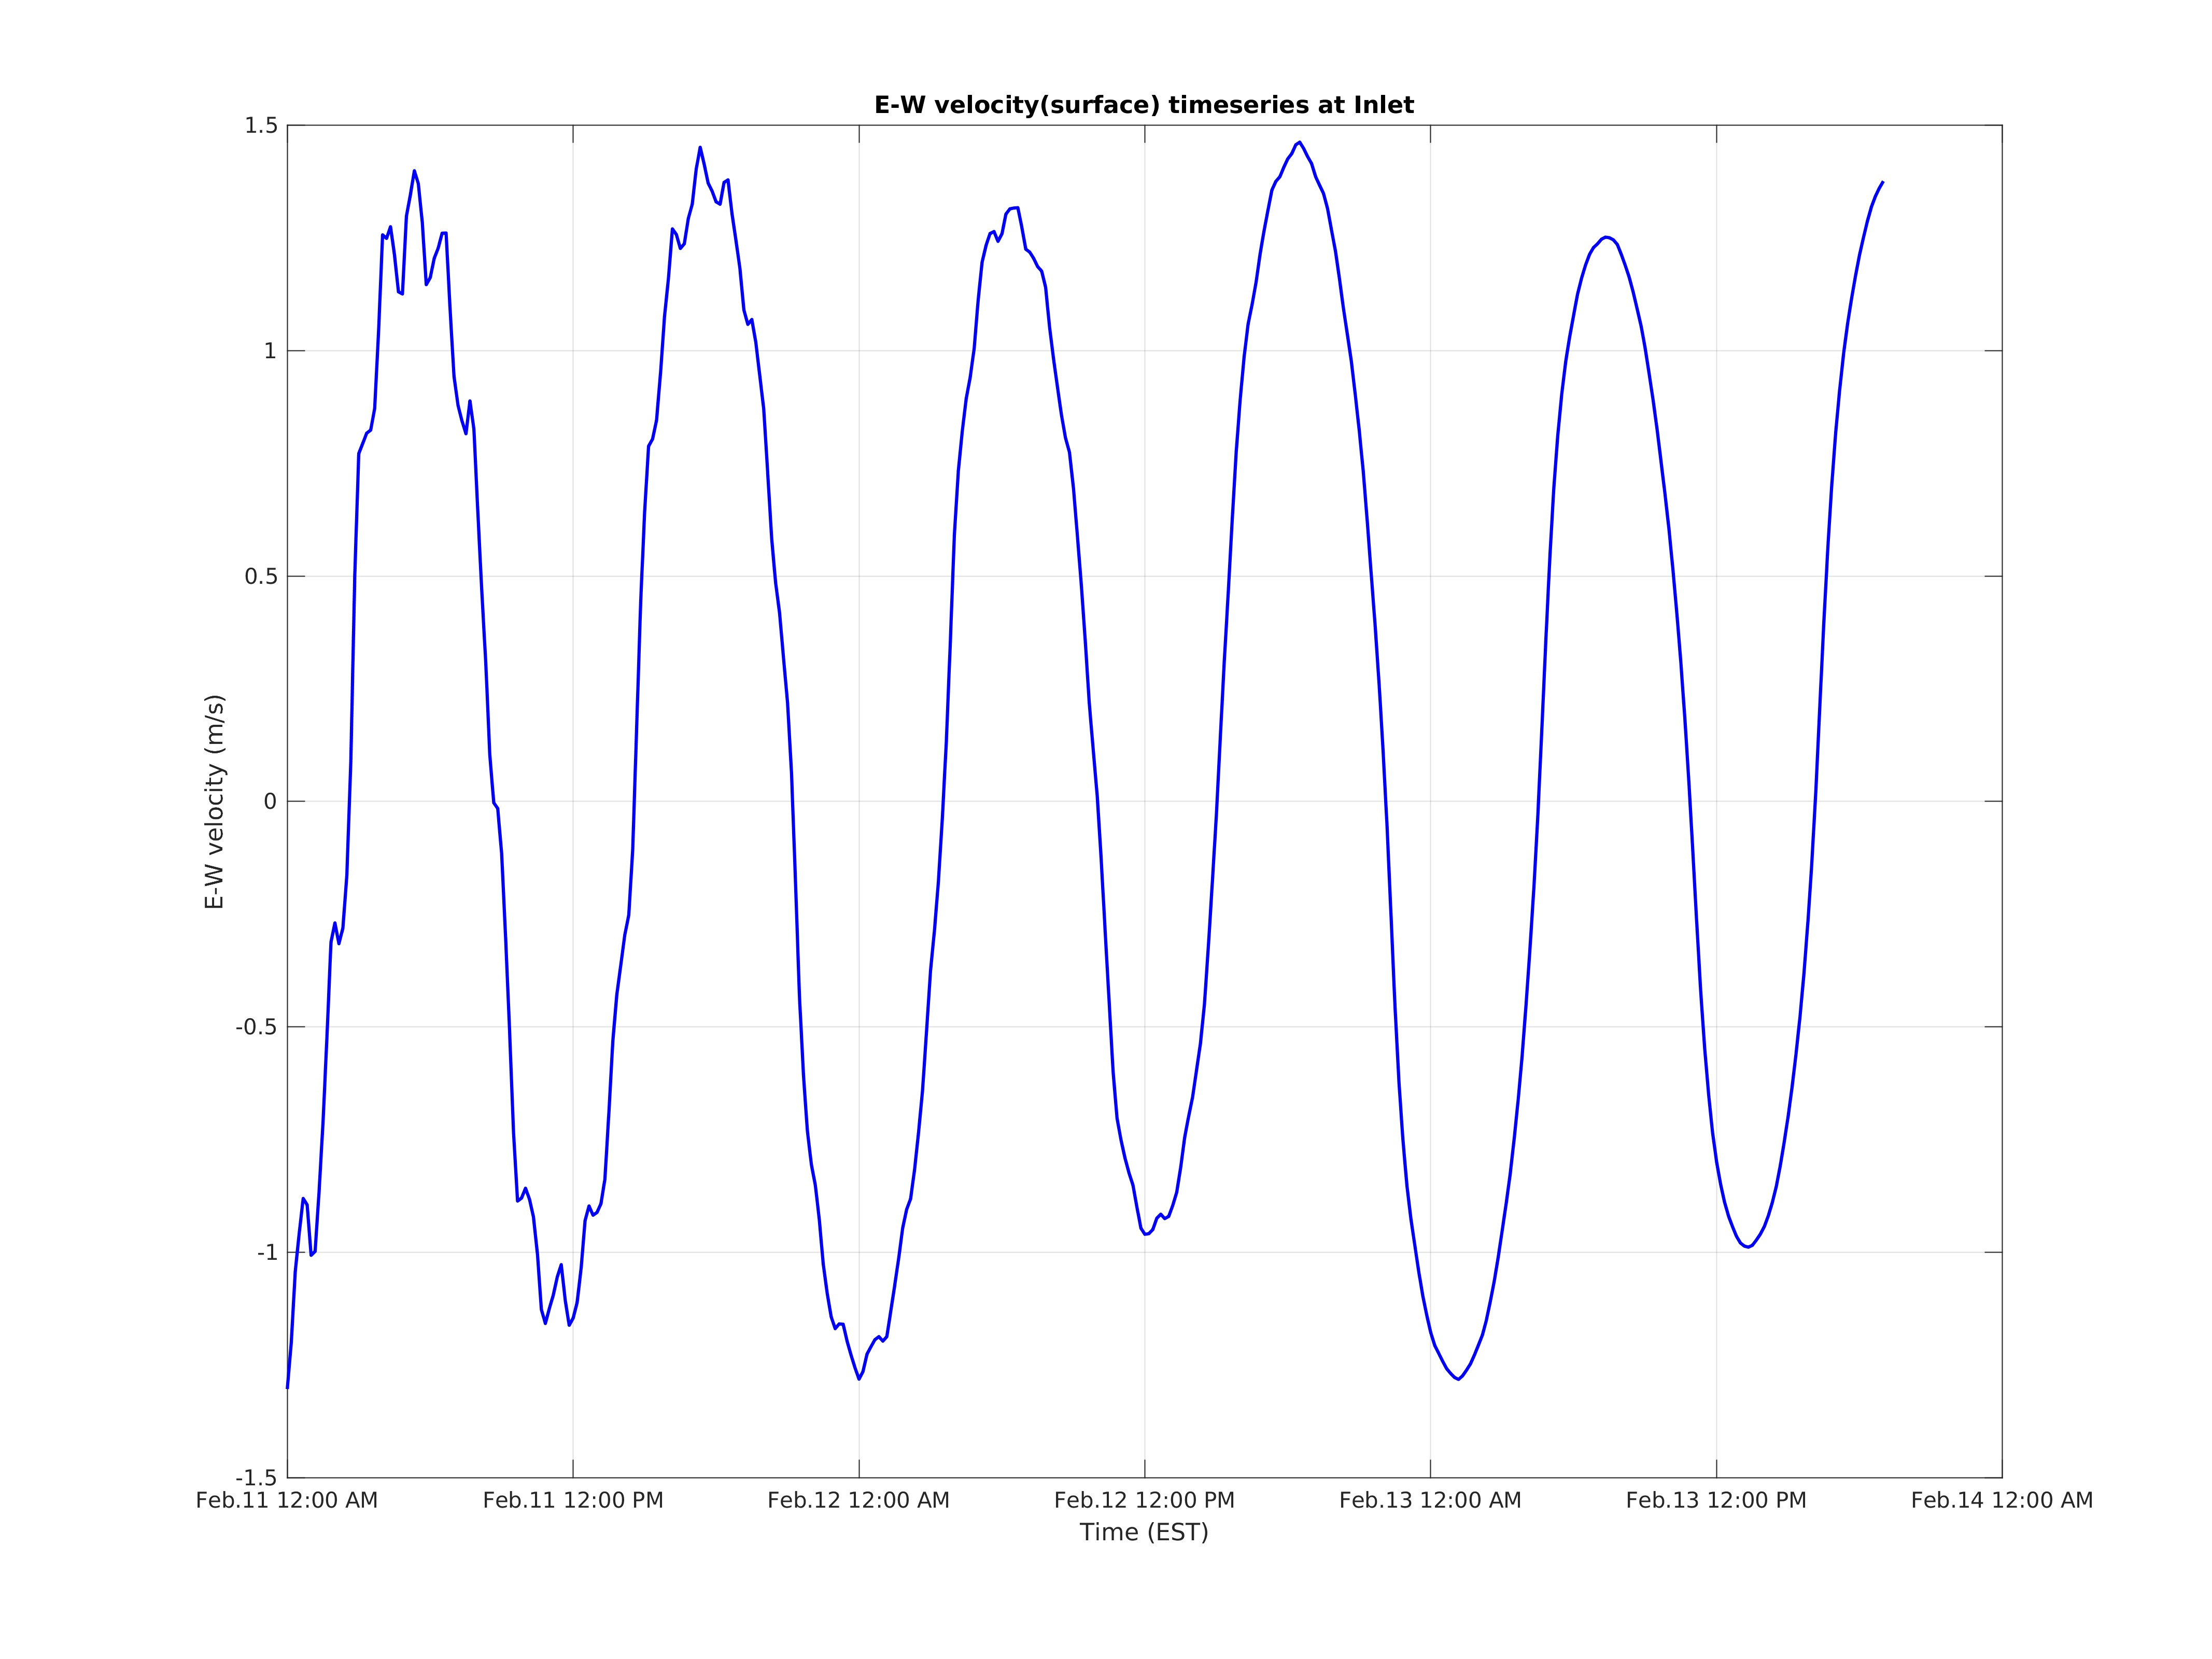 E-W velocity(surface) timeseries at Inlet
1.5
1
0.5
0
-0.5
-1
-1.5
E-W velocity (m/s)
Feb.11 12:00 AM
Feb.11 12:00 PM
Feb.12 12:00 AM
Feb.12 12:00 PM
Feb.13 12:00 AM
Feb.13 12:00 PM
Feb.14 12:00 AM
Time (EST)